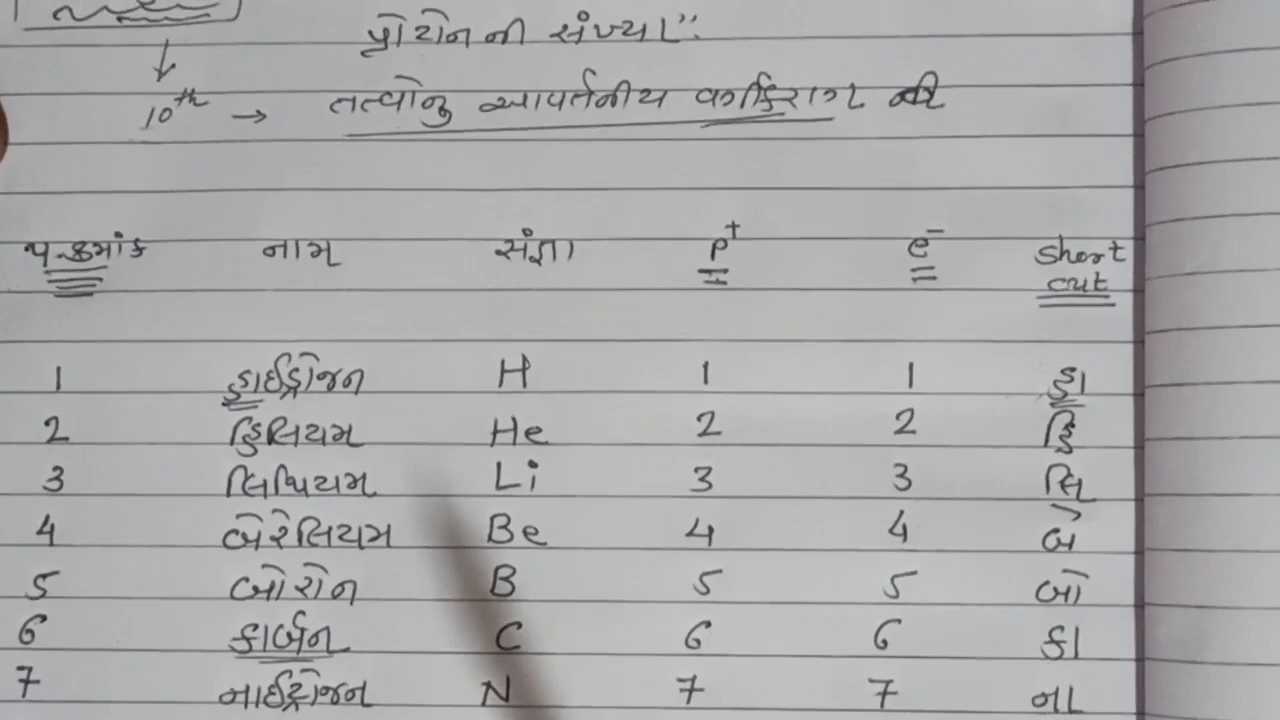 પ્રોટોનની સંખ્યા".
10th → તત્વોનુ આવર્તનીય વર્ગીકરણ
પ.ક્રમાંક નામ સંજ્ઞા p+ e- Short cut
1 હાઈડ્રોજન H 1 1 હા
2 હિલિયમ He 2 2 હિ
3 લિથિયમ Li 3 3 લિ
4 બેરેલિયમ Be 4 4 બે
5 બોરોન B 5 5 બો
6 કાર્બન C 6 6 કા
7 નાઈટ્રોજન N 7 7 ના